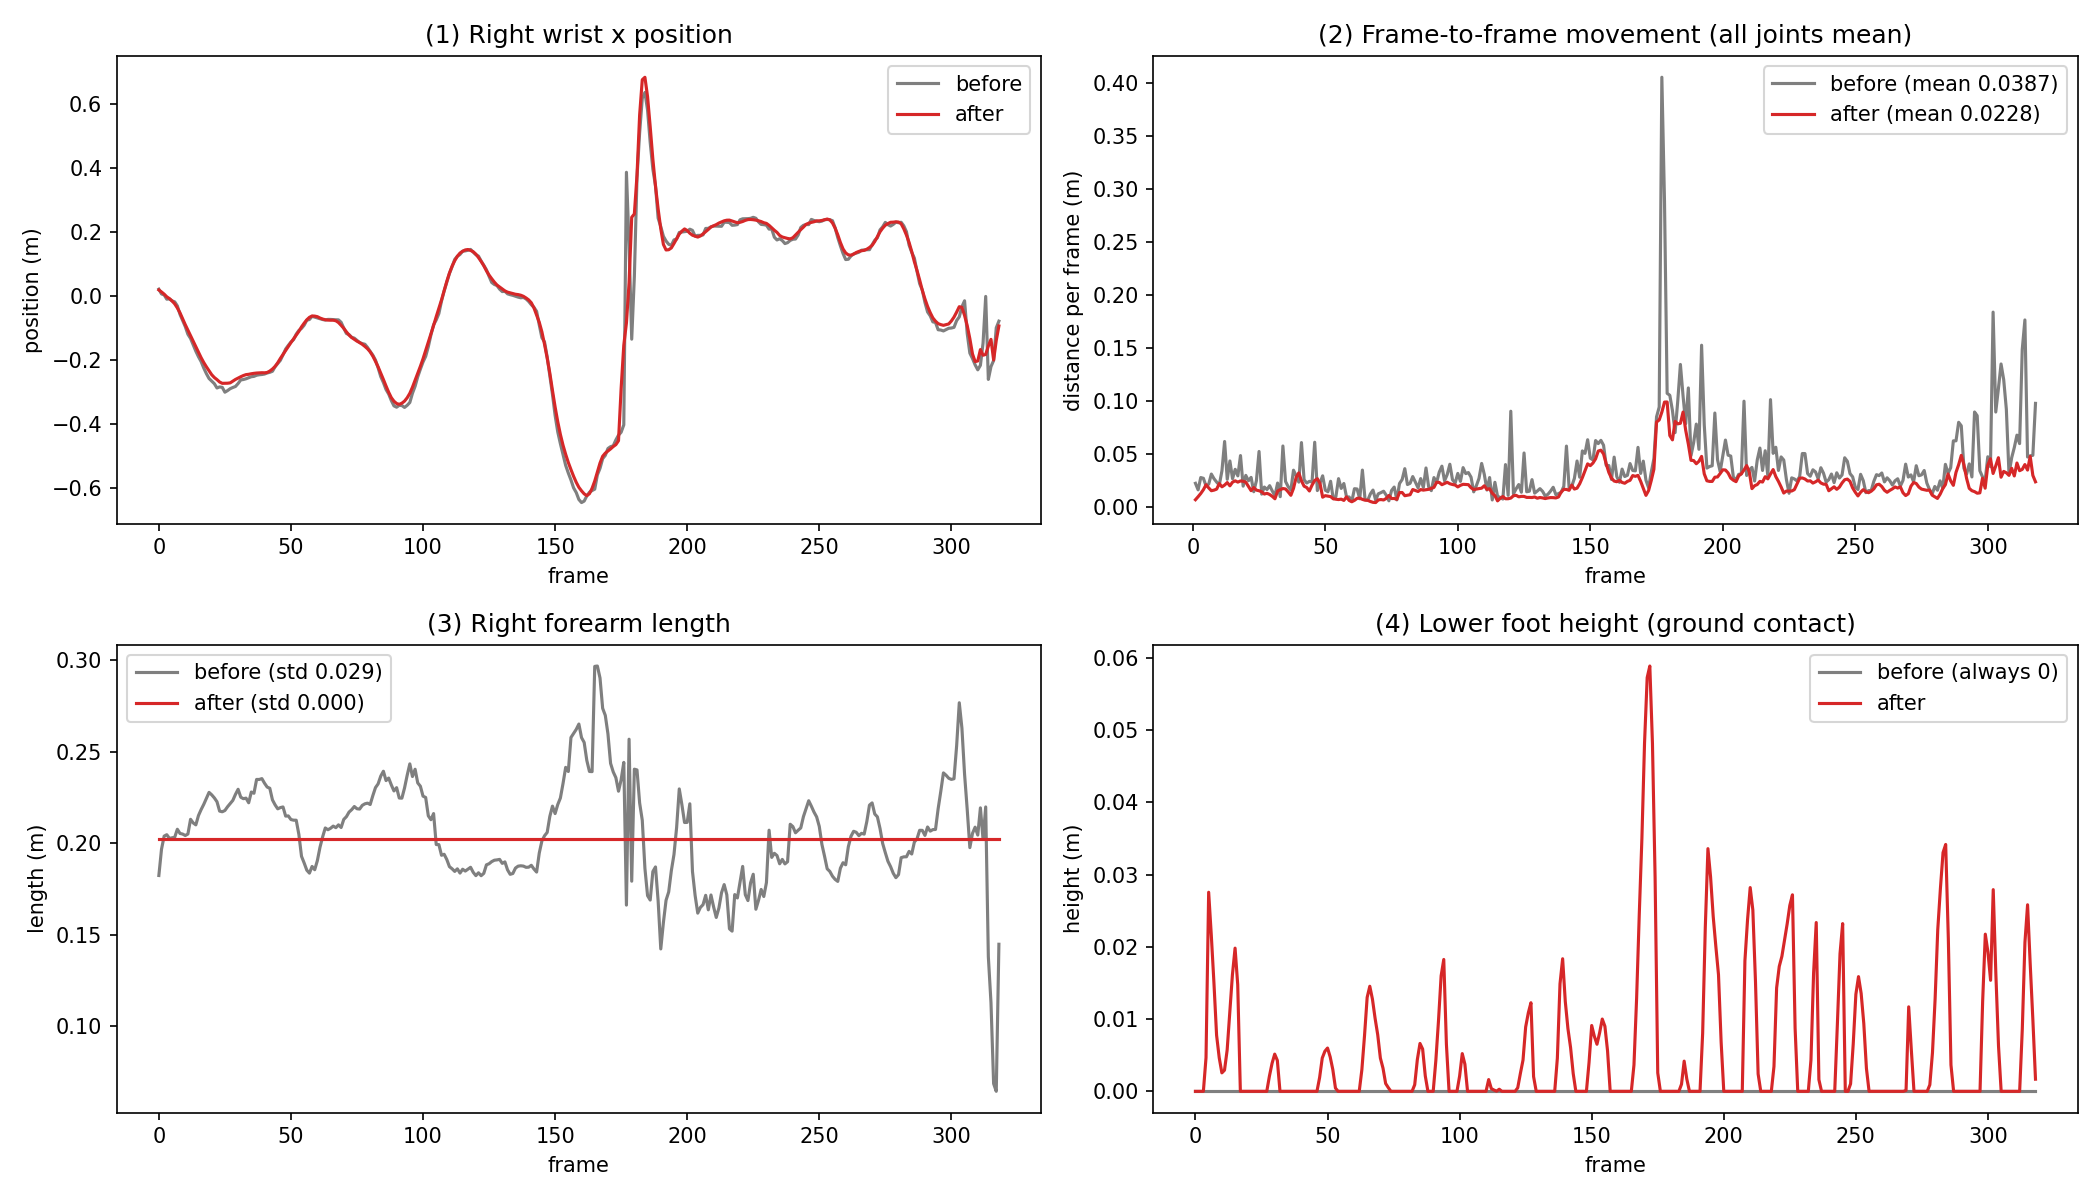 (1) Right wrist x position
before
after
0.6
0.4
0.2
0.0
−0.2
−0.4
−0.6
position (m)
0 50 100 150 200 250 300
frame
(2) Frame-to-frame movement (all joints mean)
before (mean 0.0387)
after (mean 0.0228)
0.40
0.35
0.30
0.25
0.20
0.15
0.10
0.05
0.00
distance per frame (m)
0 50 100 150 200 250 300
frame
(3) Right forearm length
before (std 0.029)
after (std 0.000)
0.30
0.25
0.20
0.15
0.10
length (m)
0 50 100 150 200 250 300
frame
(4) Lower foot height (ground contact)
before (always 0)
after
0.06
0.05
0.04
0.03
0.02
0.01
0.00
height (m)
0 50 100 150 200 250 300
frame